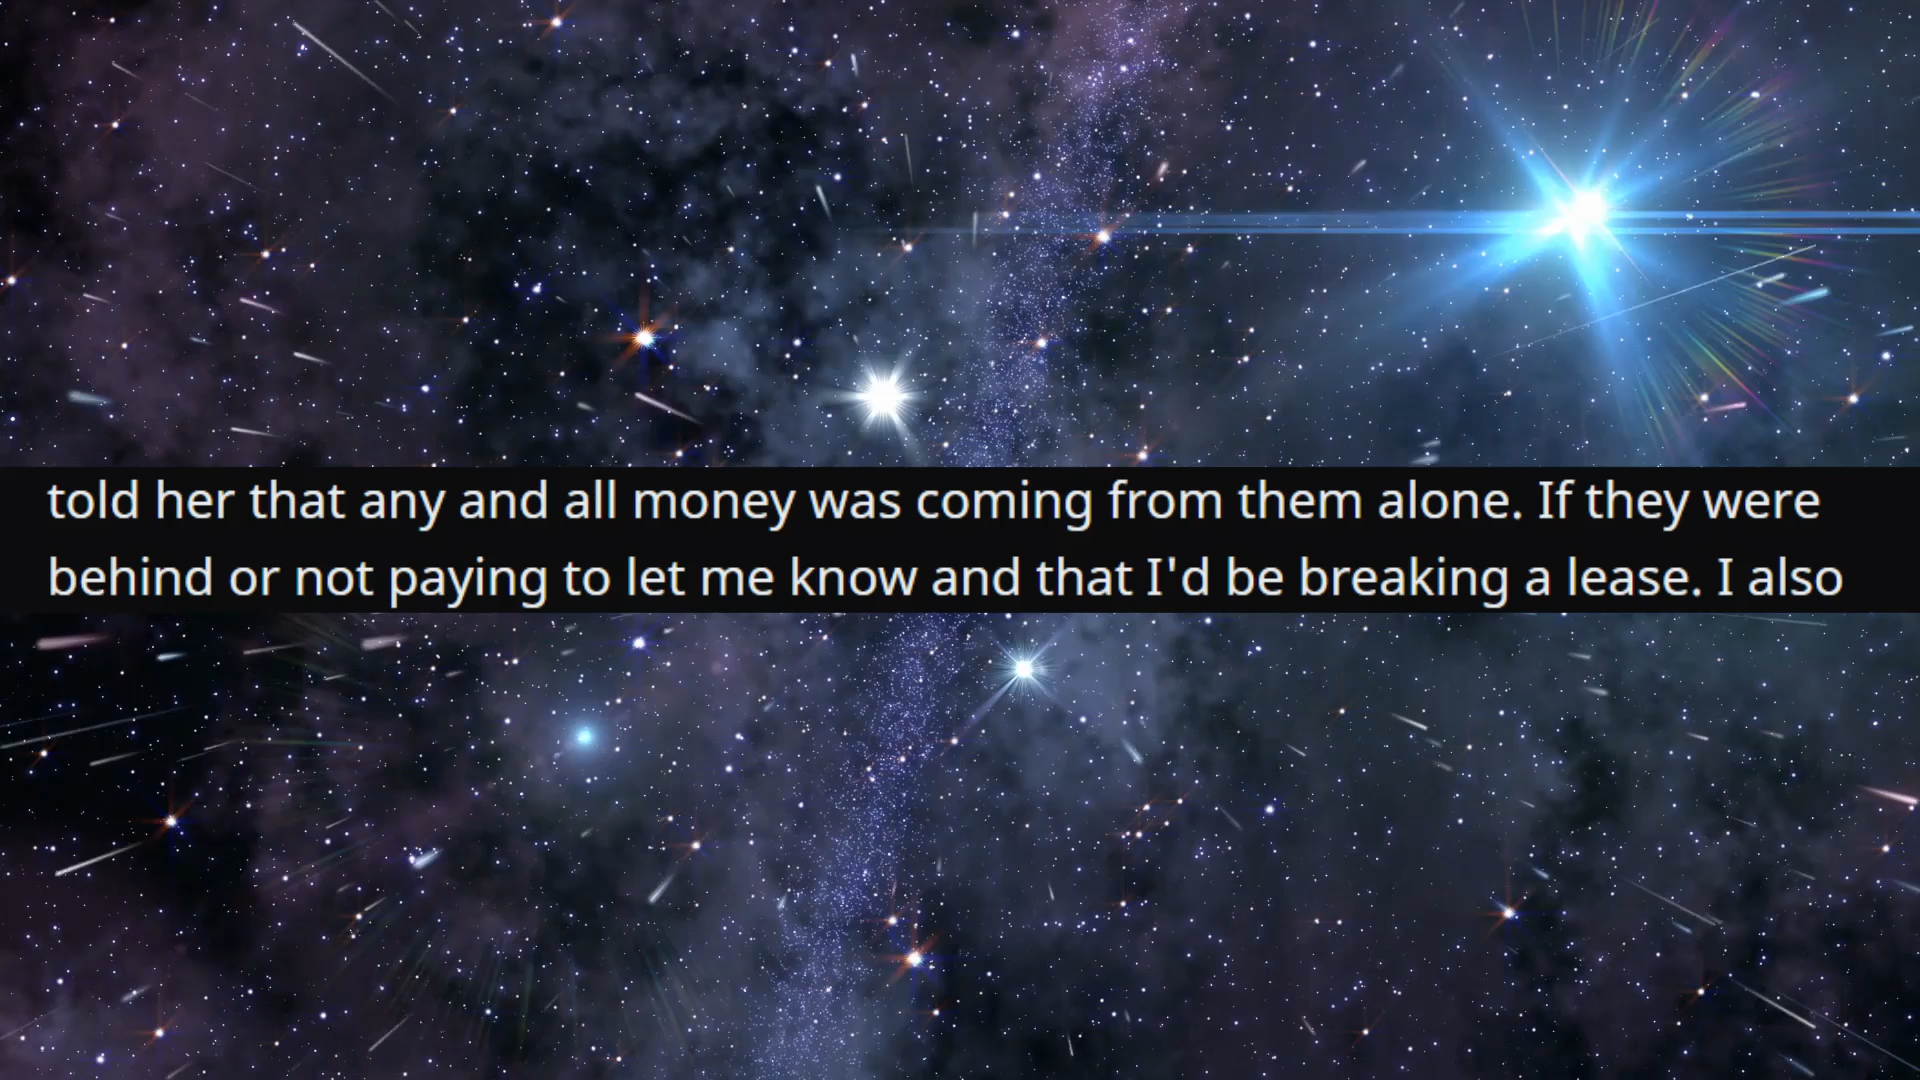 told her that any and all money was coming from them alone. If they were
behind or not paying to let me know and that I'd be breaking a lease. I also